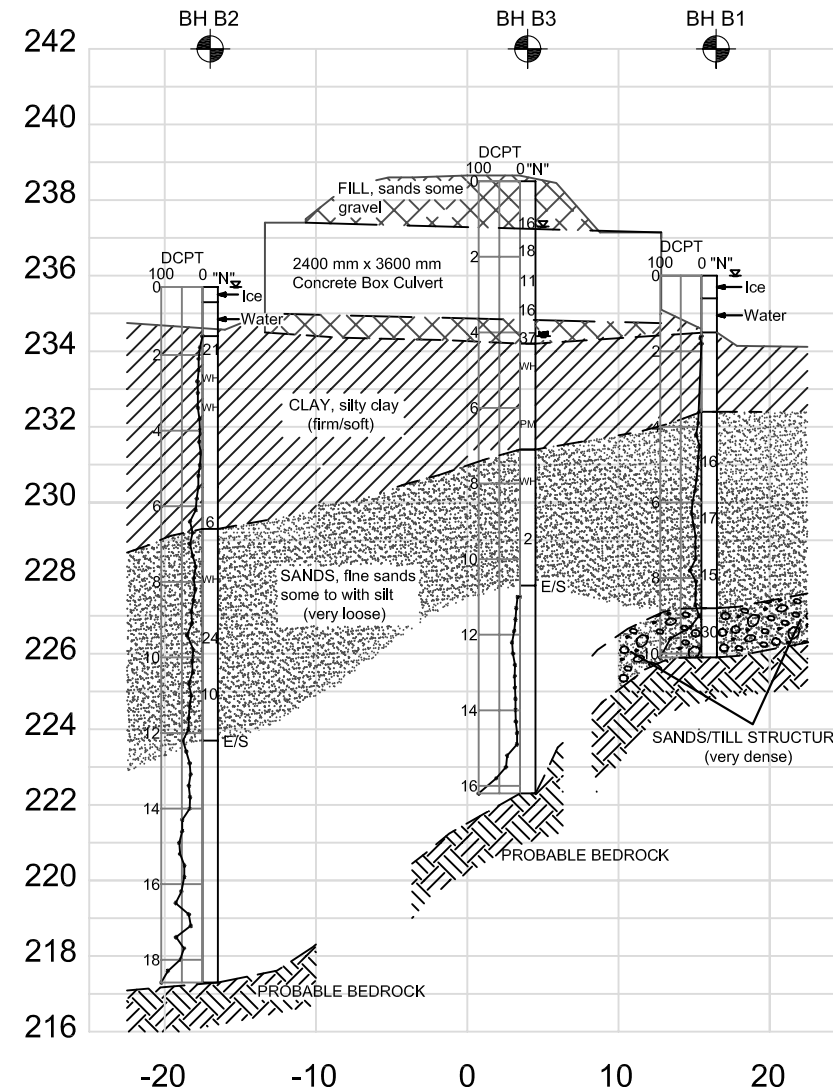 BH B2
BH B3
BH B1
242
240
238
236
234
232
230
228
226
224
222
220
218
216
DCPT
100 0 "N"
FILL, sands some
gravel
0
16
2
18
11
16
4
37
WH
6
PM
8
WH
2
10
E/S
12
14
16
2400 mm x 3600 mm
Concrete Box Culvert
DCPT
100 0 "N"
0
Ice
Water
2
21
WH
WH
4
6
6
8
WH
24
10
10
12
E/S
14
16
18
DCPT
100 0 "N"
0
Ice
Water
2
4
16
6
17
8
15
30
10
CLAY, silty clay
(firm/soft)
SANDS, fine sands
some to with silt
(very loose)
SANDS/TILL STRUCTUR
(very dense)
PROBABLE BEDROCK
PROBABLE BEDROCK
-20 -10 0 10 20